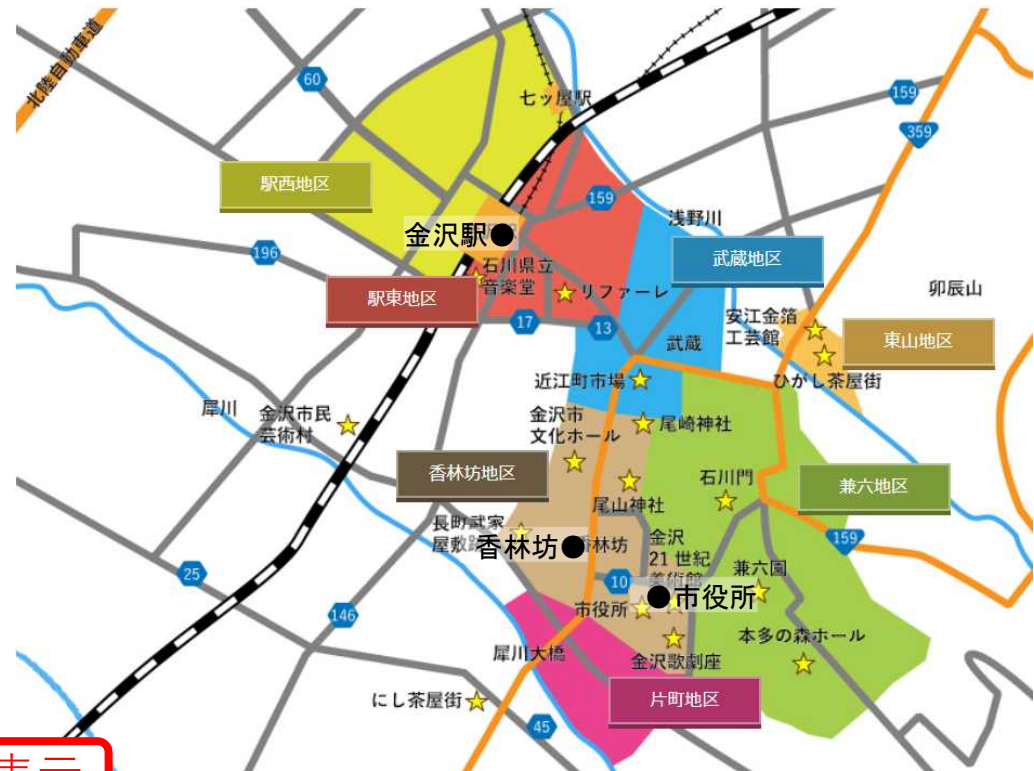 北陸自動車道
60
七ッ屋駅
159
359
駅西地区
159
浅野川
金沢駅
196
武蔵地区
石川県立
音楽堂
リファーレ
駅東地区
卯辰山
安江金箔
工芸館
17
13
武蔵
東山地区
近江町市場
ひがし茶屋街
犀川
金沢市民
芸術村
金沢市
文化ホール
尾崎神社
香林坊地区
石川門
兼六地区
尾山神社
長町武家
屋敷跡
金沢
21世紀
美術館
香林坊
香林坊
159
25
10
兼六園
市役所
市役所
146
本多の森ホール
犀川大橋
金沢歌劇座
にし茶屋街
片町地区
45
表示